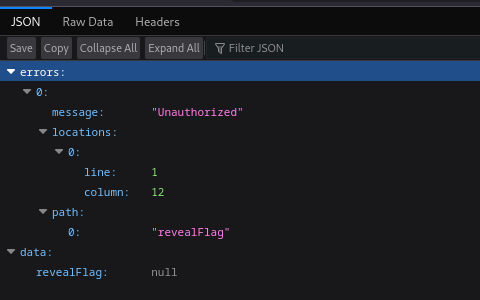 JSON Raw Data Headers
Save Copy Collapse All Expand All Filter JSON
errors:
0:
message: "Unauthorized"
locations:
0:
line: 1
column: 12
path:
0: "revealFlag"
data:
revealFlag: null